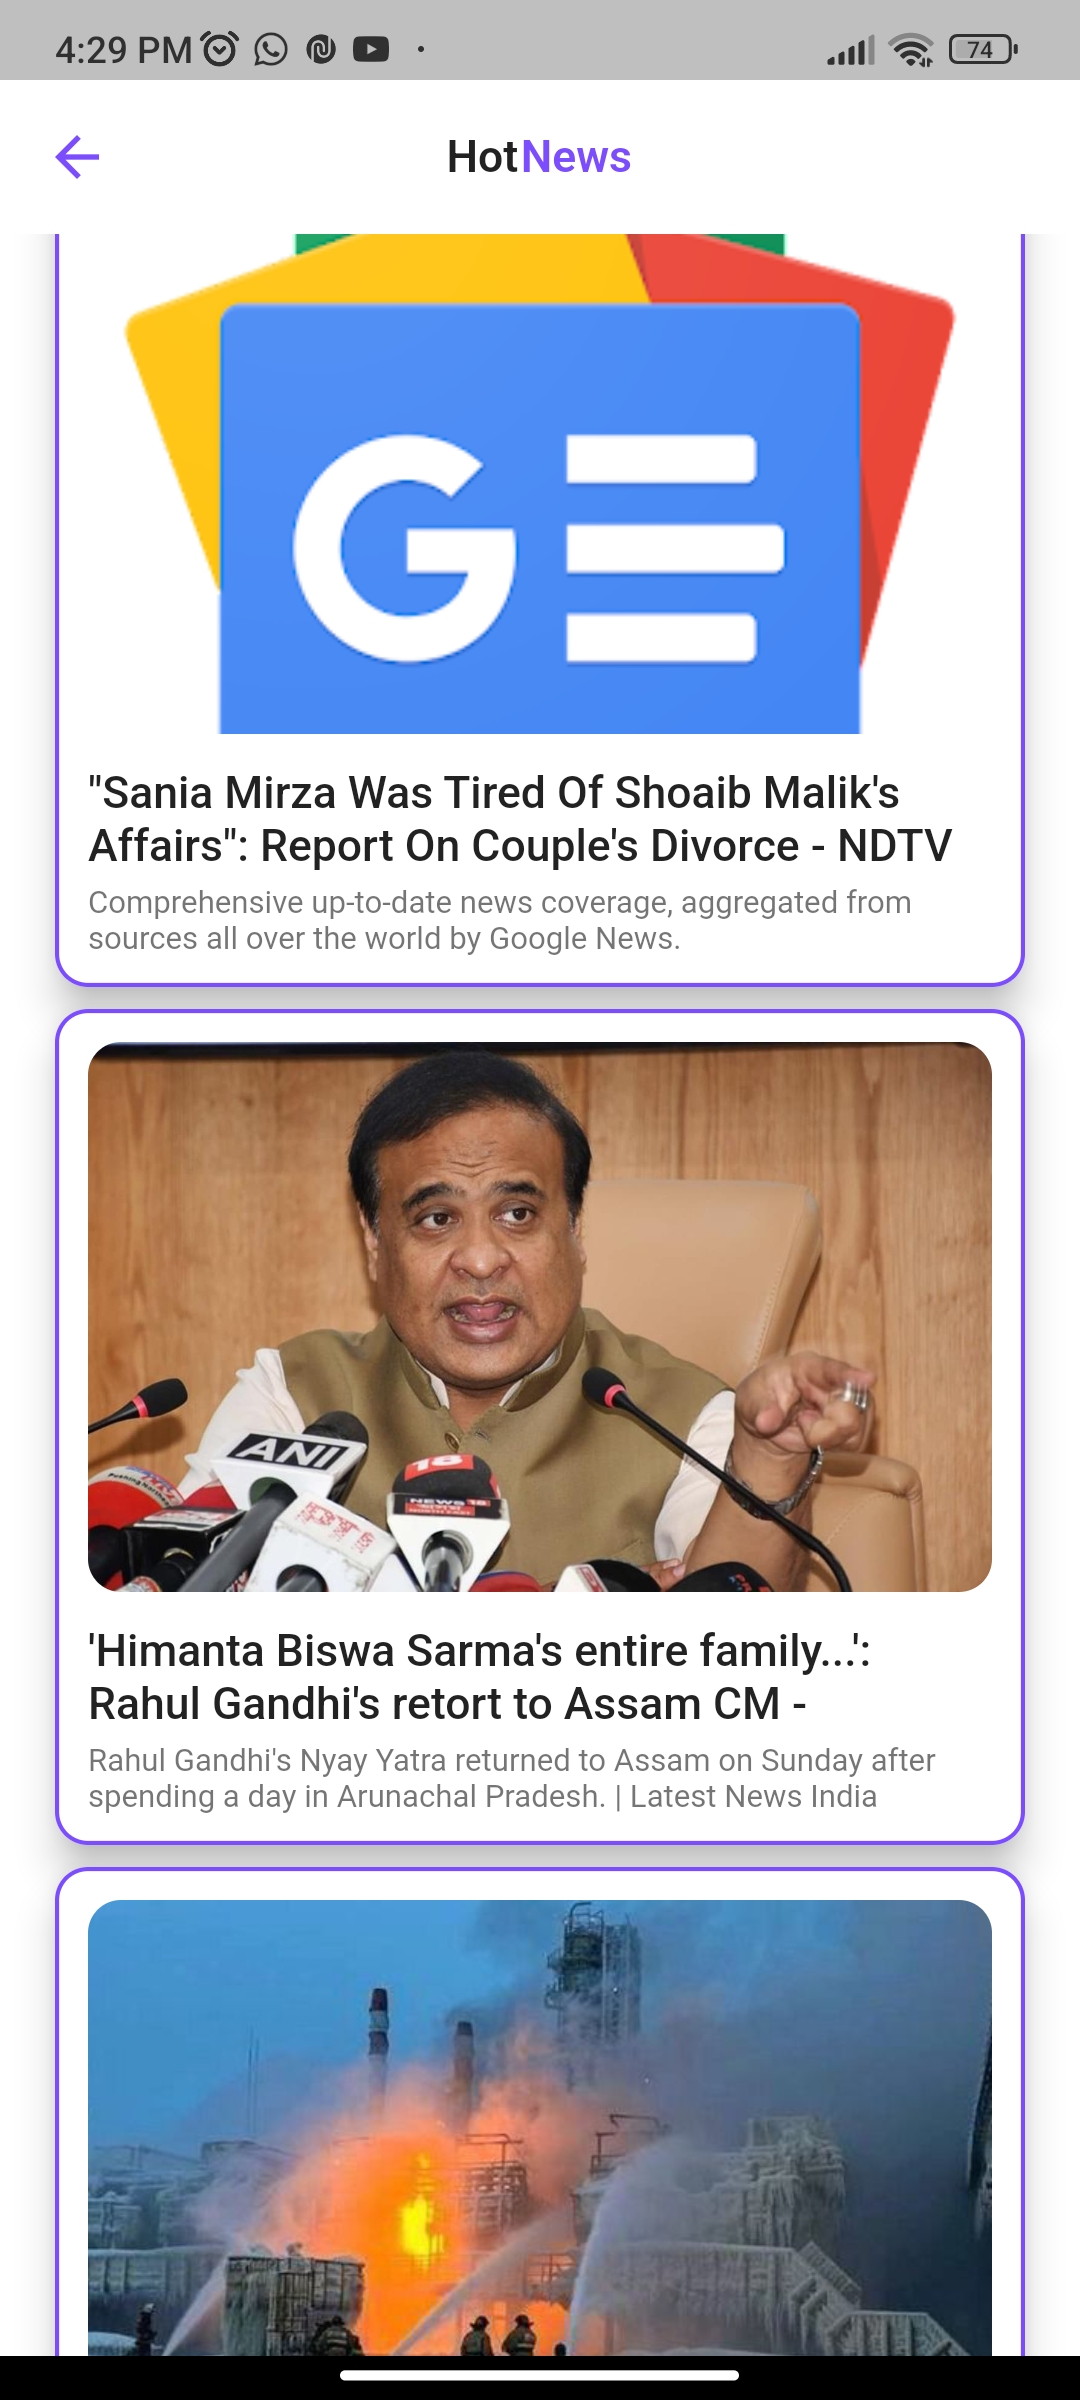 4:29 PM
74
HotNews
G
"Sania Mirza Was Tired Of Shoaib Malik's
Affairs": Report On Couple's Divorce - NDTV
Comprehensive up-to-date news coverage, aggregated from
sources all over the world by Google News.
ANI
18
NEWS 18
'Himanta Biswa Sarma's entire family...':
Rahul Gandhi's retort to Assam CM -
Rahul Gandhi's Nyay Yatra returned to Assam on Sunday after
spending a day in Arunachal Pradesh. | Latest News India